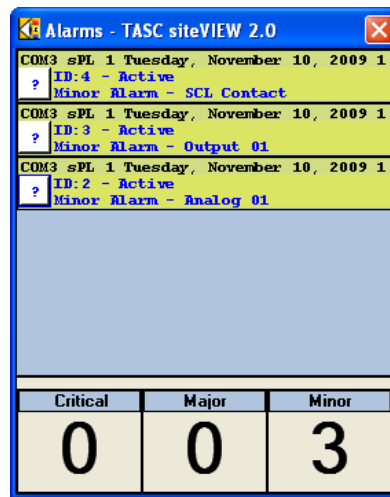 Alarms - TASC siteVIEW 2.0
COM3 sPL 1 Tuesday, November 10, 2009 1
? ID:4 - Active
Minor Alarm - SCL Contact
COM3 sPL 1 Tuesday, November 10, 2009 1
? ID:3 - Active
Minor Alarm - Output 01
COM3 sPL 1 Tuesday, November 10, 2009 1
? ID:2 - Active
Minor Alarm - Analog 01
Critical Major Minor
0 0 3